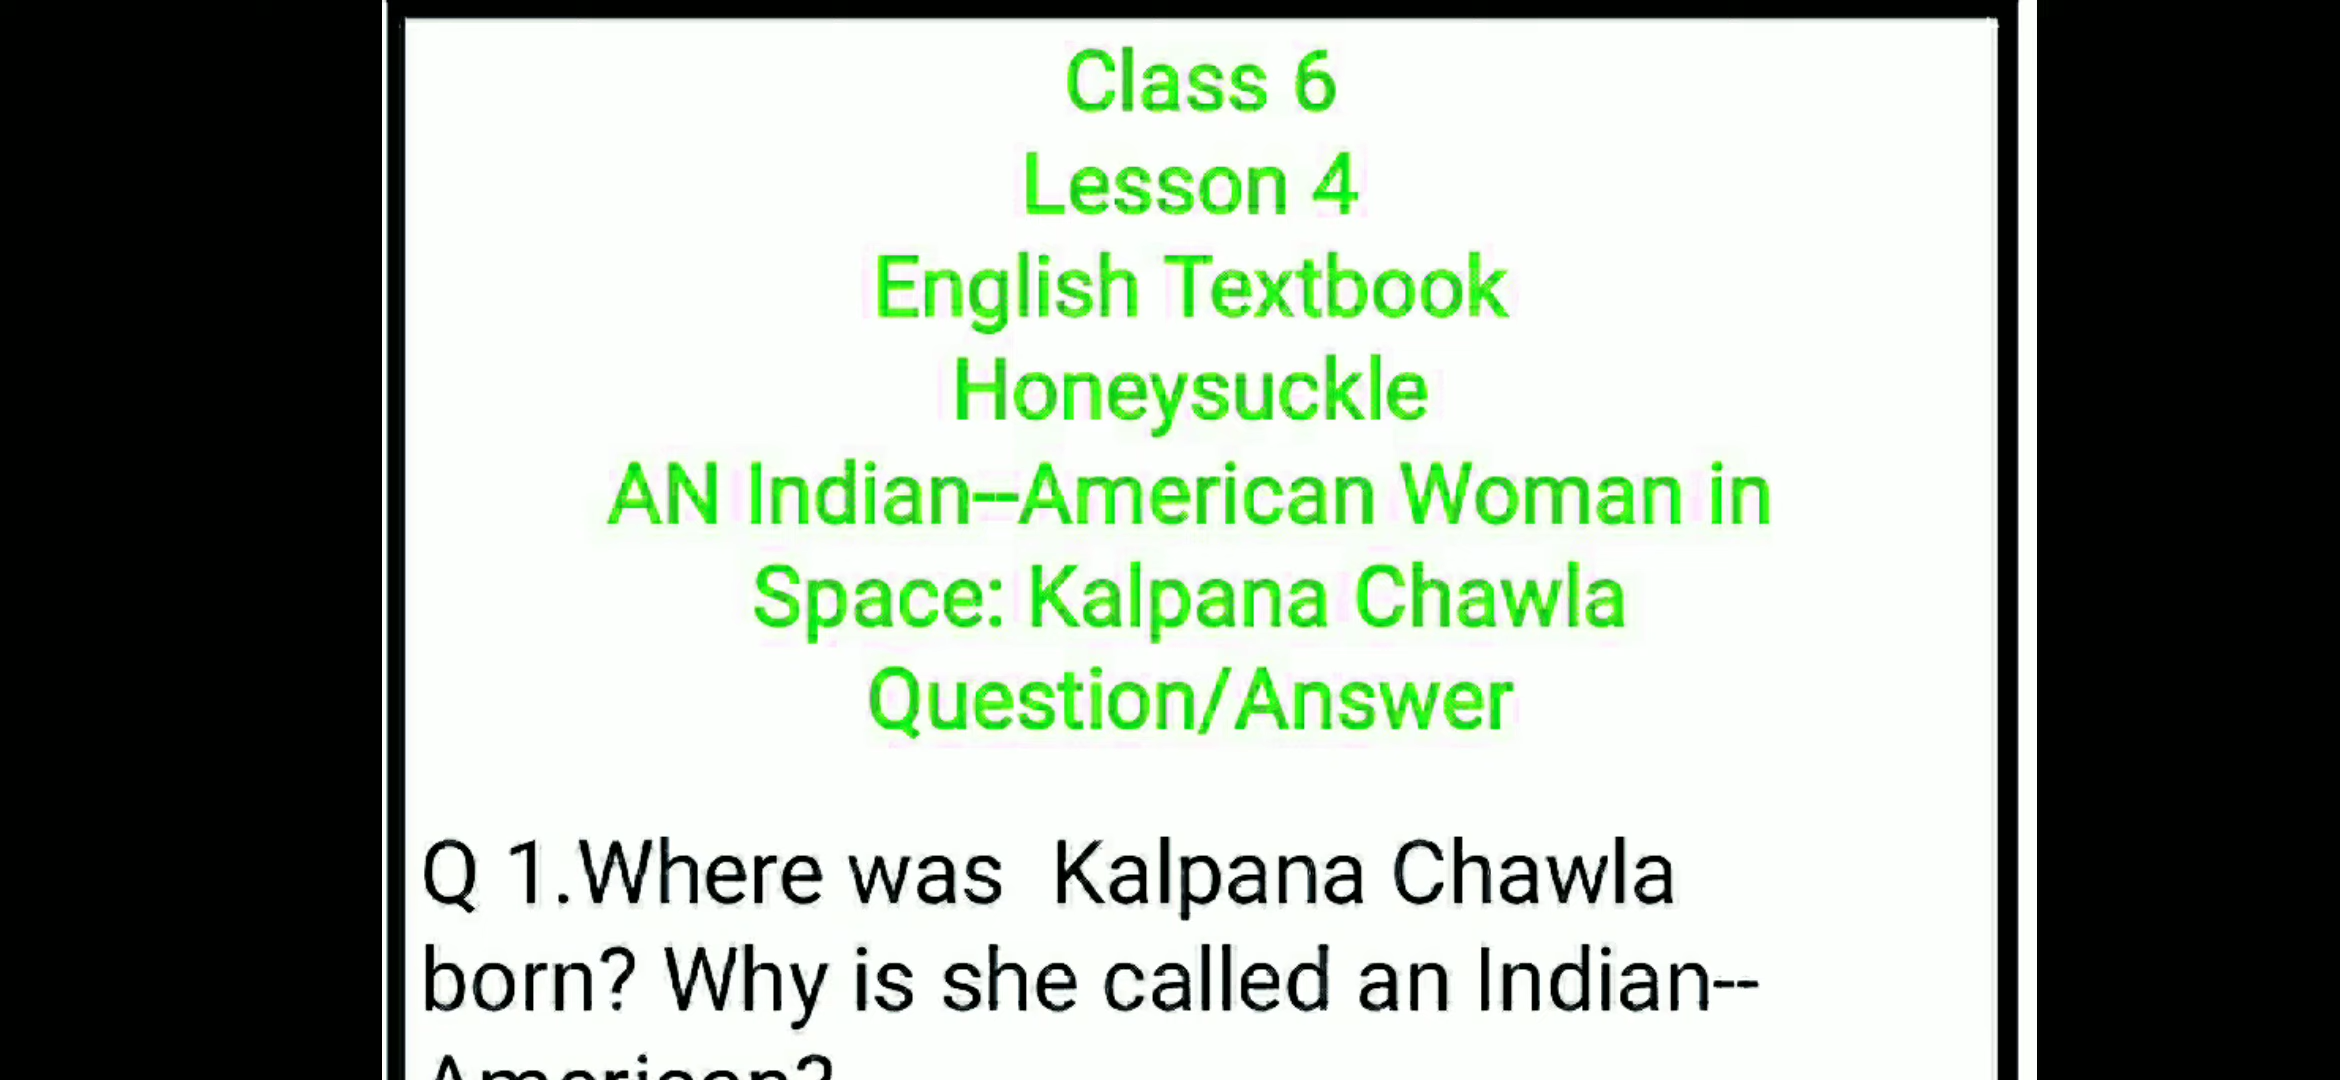 Class 6
Lesson 4
English Textbook
Honeysuckle
AN Indian--American Woman in
Space: Kalpana Chawla
Question/Answer
Q 1.Where was  Kalpana Chawla
born? Why is she called an Indian--
American?